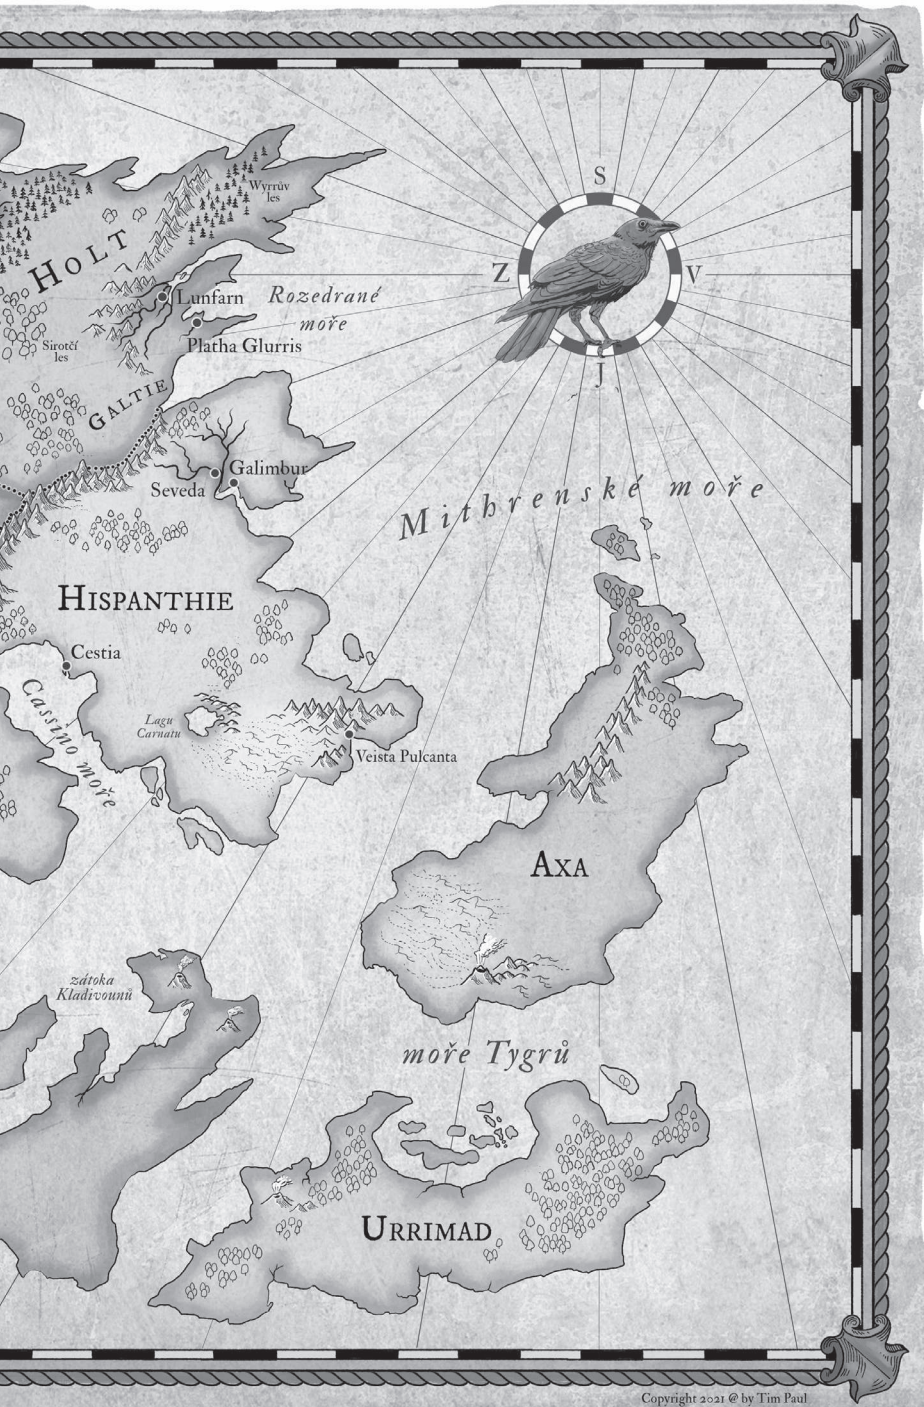 S
Wyrrův
les
HOLT
Z
V
Lunfarn
Rozedrané
moře
Platha Glurris
Sirotčí
les
J
GALTIE
Galimbur
Seveda
Mithrenské moře
HISPANTHIE
Cestia
Cassino moře
Lagu
Carnatu
Veista Pulcanta
AXA
zátoka
Kladivounů
moře Tygrů
URRIMAD
Copyright 2021 @ by Tim Paul